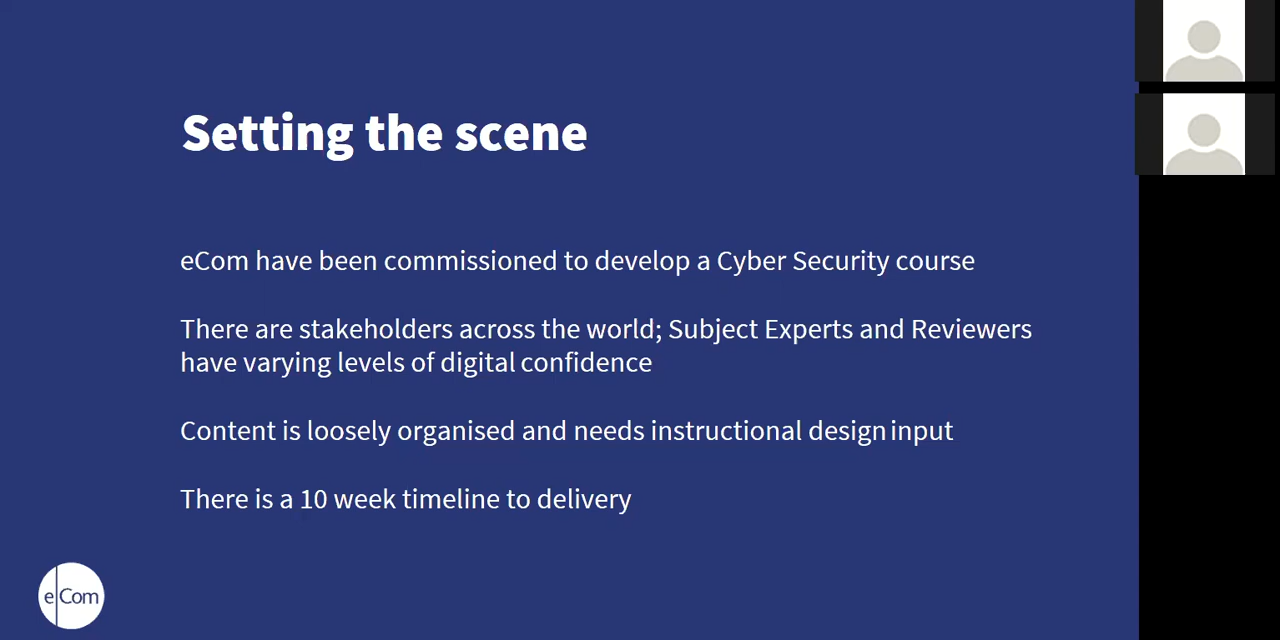 Setting the scene
eCom have been commissioned to develop a Cyber Security course
There are stakeholders across the world; Subject Experts and Reviewers
have varying levels of digital confidence
Content is loosely organised and needs instructional design input
There is a 10 week timeline to delivery
e Com